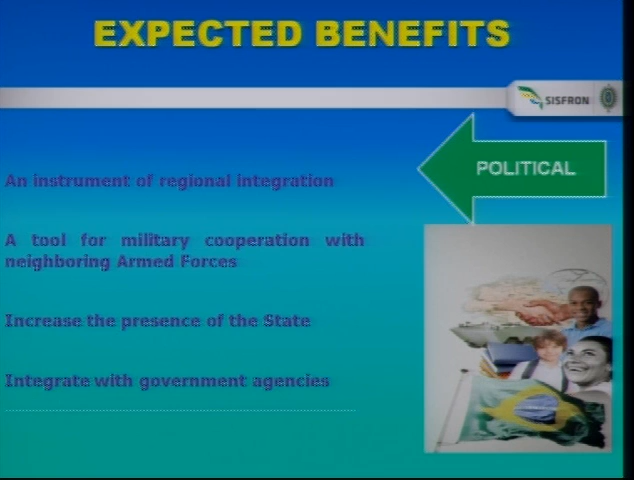 EXPECTED BENEFITS
SISFRON
POLITICAL
An instrument of regional integration
A tool for military cooperation with
neighboring Armed Forces
Increase the presence of the State
Integrate with government agencies